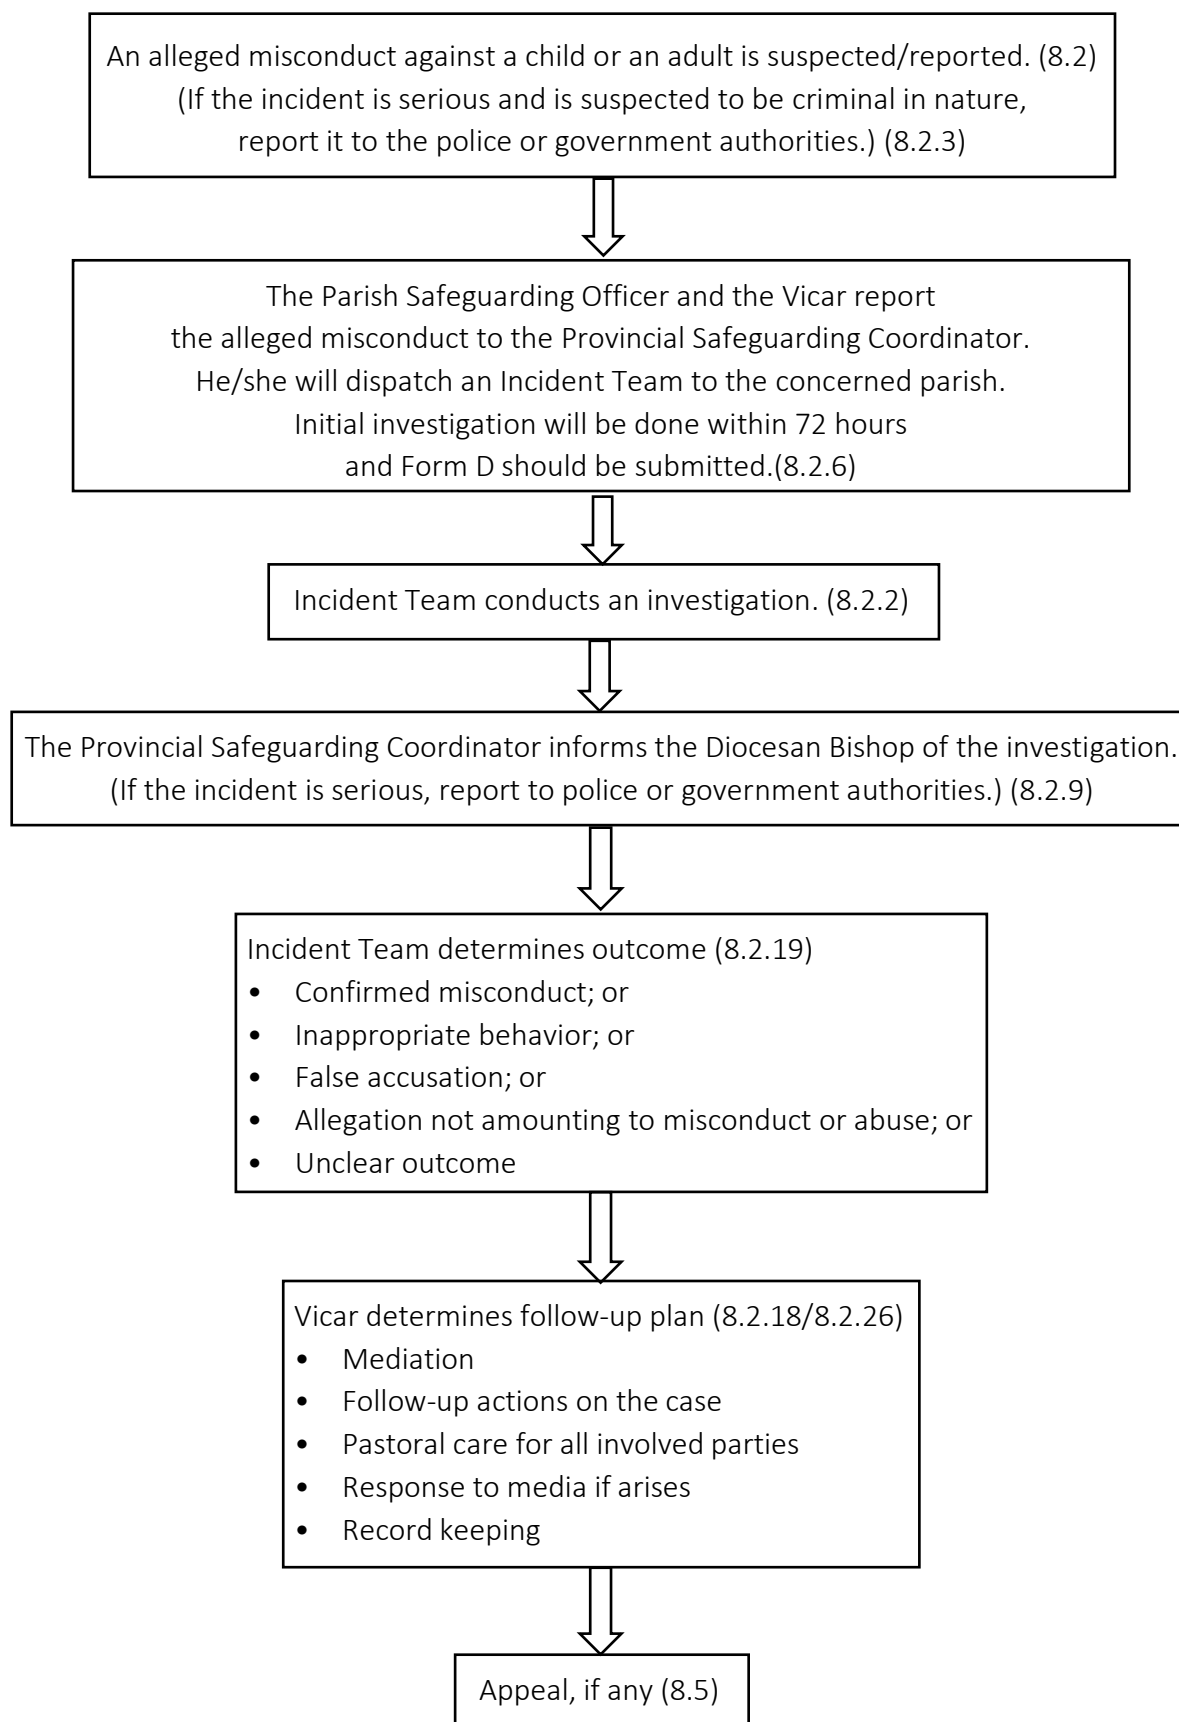 An alleged misconduct against a child or an adult is suspected/reported. (8.2)
(If the incident is serious and is suspected to be criminal in nature,
report it to the police or government authorities.) (8.2.3)
The Parish Safeguarding Officer and the Vicar report
the alleged misconduct to the Provincial Safeguarding Coordinator.
He/she will dispatch an Incident Team to the concerned parish.
Initial investigation will be done within 72 hours
and Form D should be submitted.(8.2.6)
Incident Team conducts an investigation. (8.2.2)
The Provincial Safeguarding Coordinator informs the Diocesan Bishop of the investigation.
(If the incident is serious, report to police or government authorities.) (8.2.9)
Incident Team determines outcome (8.2.19)
• Confirmed misconduct; or
• Inappropriate behavior; or
• False accusation; or
• Allegation not amounting to misconduct or abuse; or
• Unclear outcome
Vicar determines follow-up plan (8.2.18/8.2.26)
• Mediation
• Follow-up actions on the case
• Pastoral care for all involved parties
• Response to media if arises
• Record keeping
Appeal, if any (8.5)